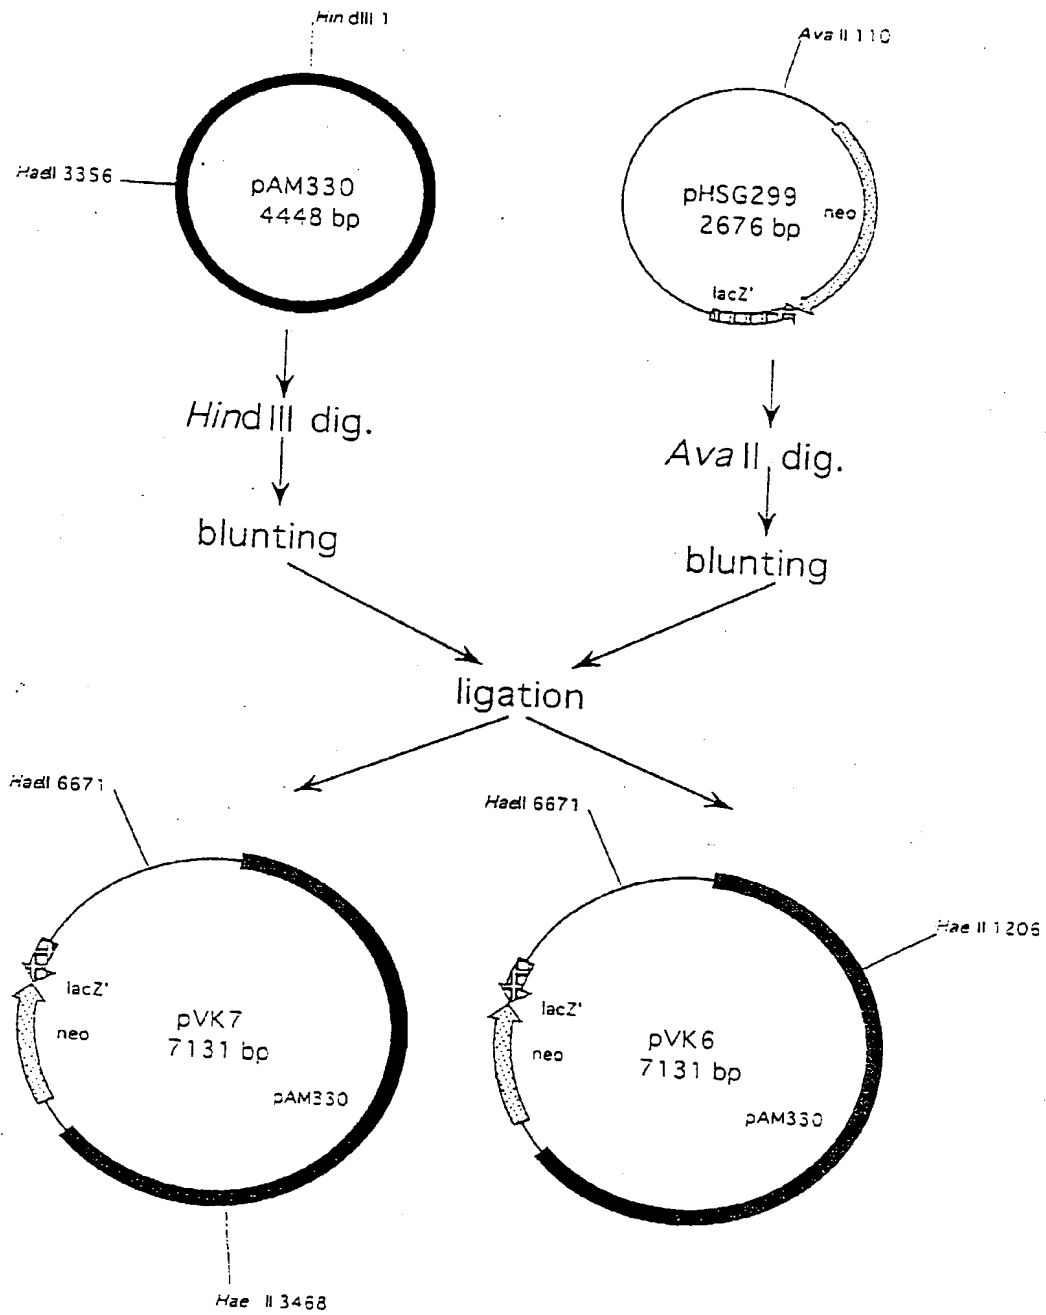 Hin dIII 1
Ava II 110
HaeII 3356
pAM330
4448 bp
pHSG299
2676 bp
neo
lacZ'
Hind III dig.
Ava II dig.
blunting
blunting
ligation
HaeII 6671
HaeII 6671
Hae II 1206
lacZ'
neo
pVK7
7131 bp
pAM330
lacZ'
neo
pVK6
7131 bp
pAM330
Hae II 3468